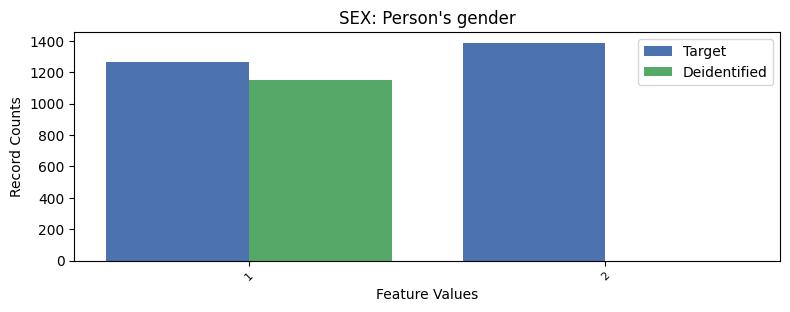 SEX: Person's gender
Target
Deidentified
Record Counts
1400
1200
1000
800
600
400
200
0
1
2
Feature Values